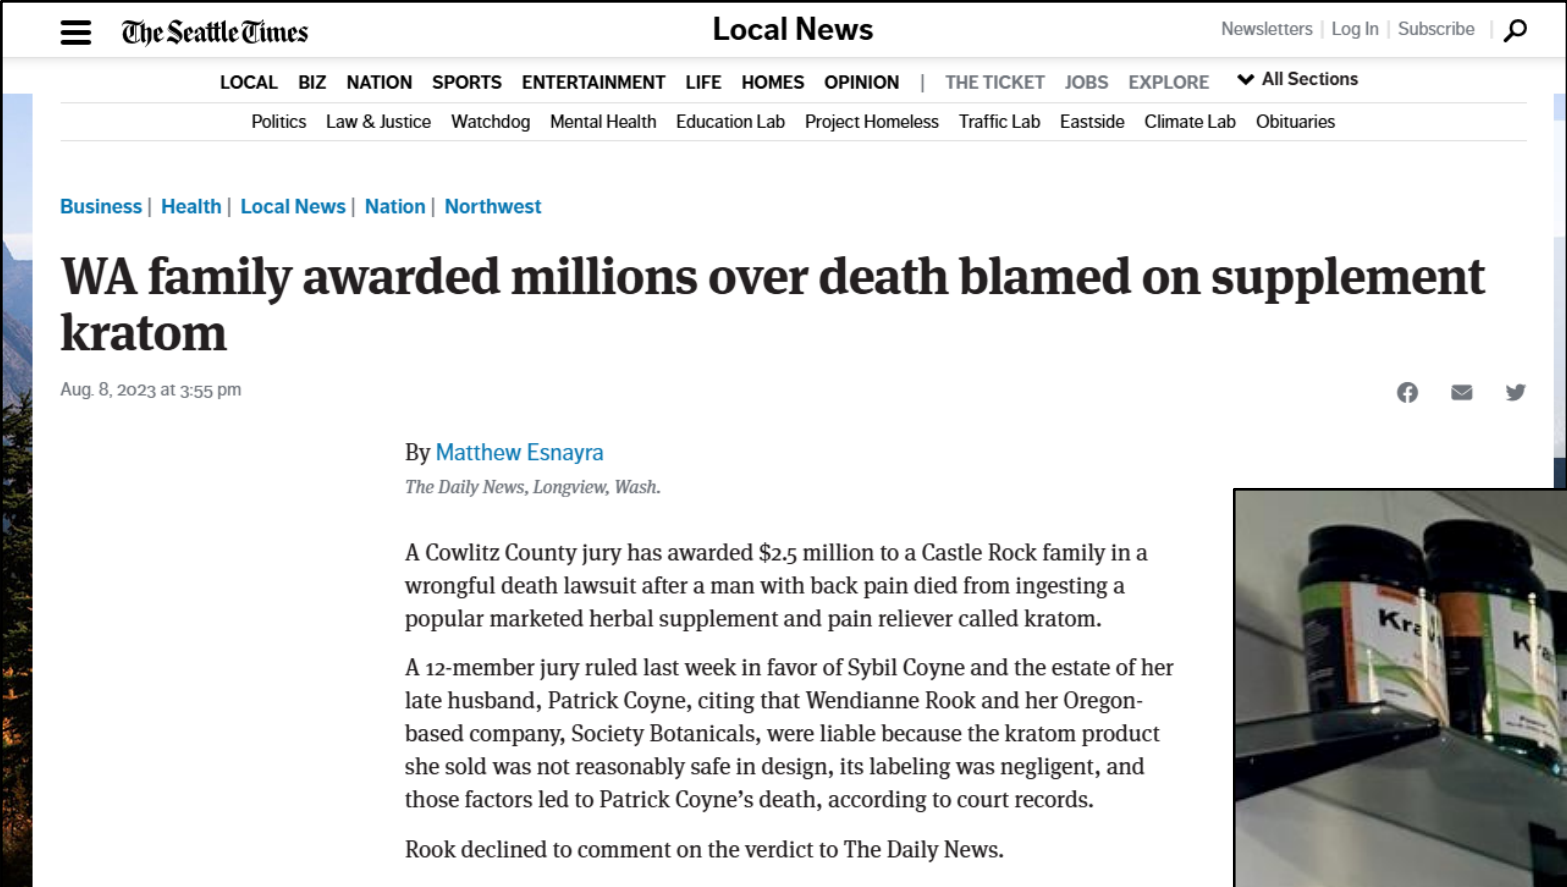 The Seattle Times
Local News
Newsletters | Log In | Subscribe |
LOCAL BIZ NATION SPORTS ENTERTAINMENT LIFE HOMES OPINION | THE TICKET JOBS EXPLORE All Sections
Politics Law & Justice Watchdog Mental Health Education Lab Project Homeless Traffic Lab Eastside Climate Lab Obituaries
Business | Health | Local News | Nation | Northwest
WA family awarded millions over death blamed on supplement
kratom
Aug. 8, 2023 at 3:55 pm
By Matthew Esnayra
The Daily News, Longview, Wash.
A Cowlitz County jury has awarded $2.5 million to a Castle Rock family in a
wrongful death lawsuit after a man with back pain died from ingesting a
popular marketed herbal supplement and pain reliever called kratom.
A 12-member jury ruled last week in favor of Sybil Coyne and the estate of her
late husband, Patrick Coyne, citing that Wendianne Rook and her Oregon-
based company, Society Botanicals, were liable because the kratom product
she sold was not reasonably safe in design, its labeling was negligent, and
those factors led to Patrick Coyne’s death, according to court records.
Rook declined to comment on the verdict to The Daily News.